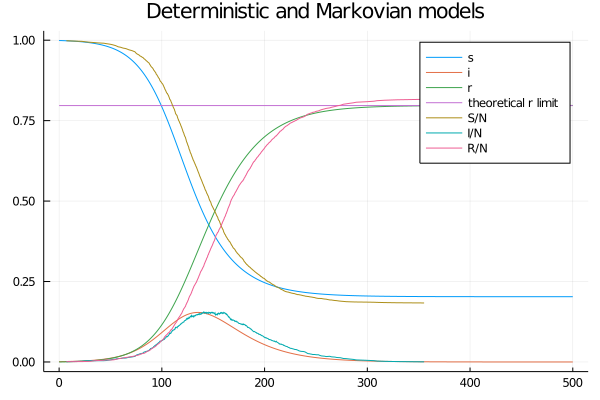 Deterministic and Markovian models
1.00
0.75
0.50
0.25
0.00
s
i
r
theoretical r limit
S/N
I/N
R/N
0
100
200
300
400
500